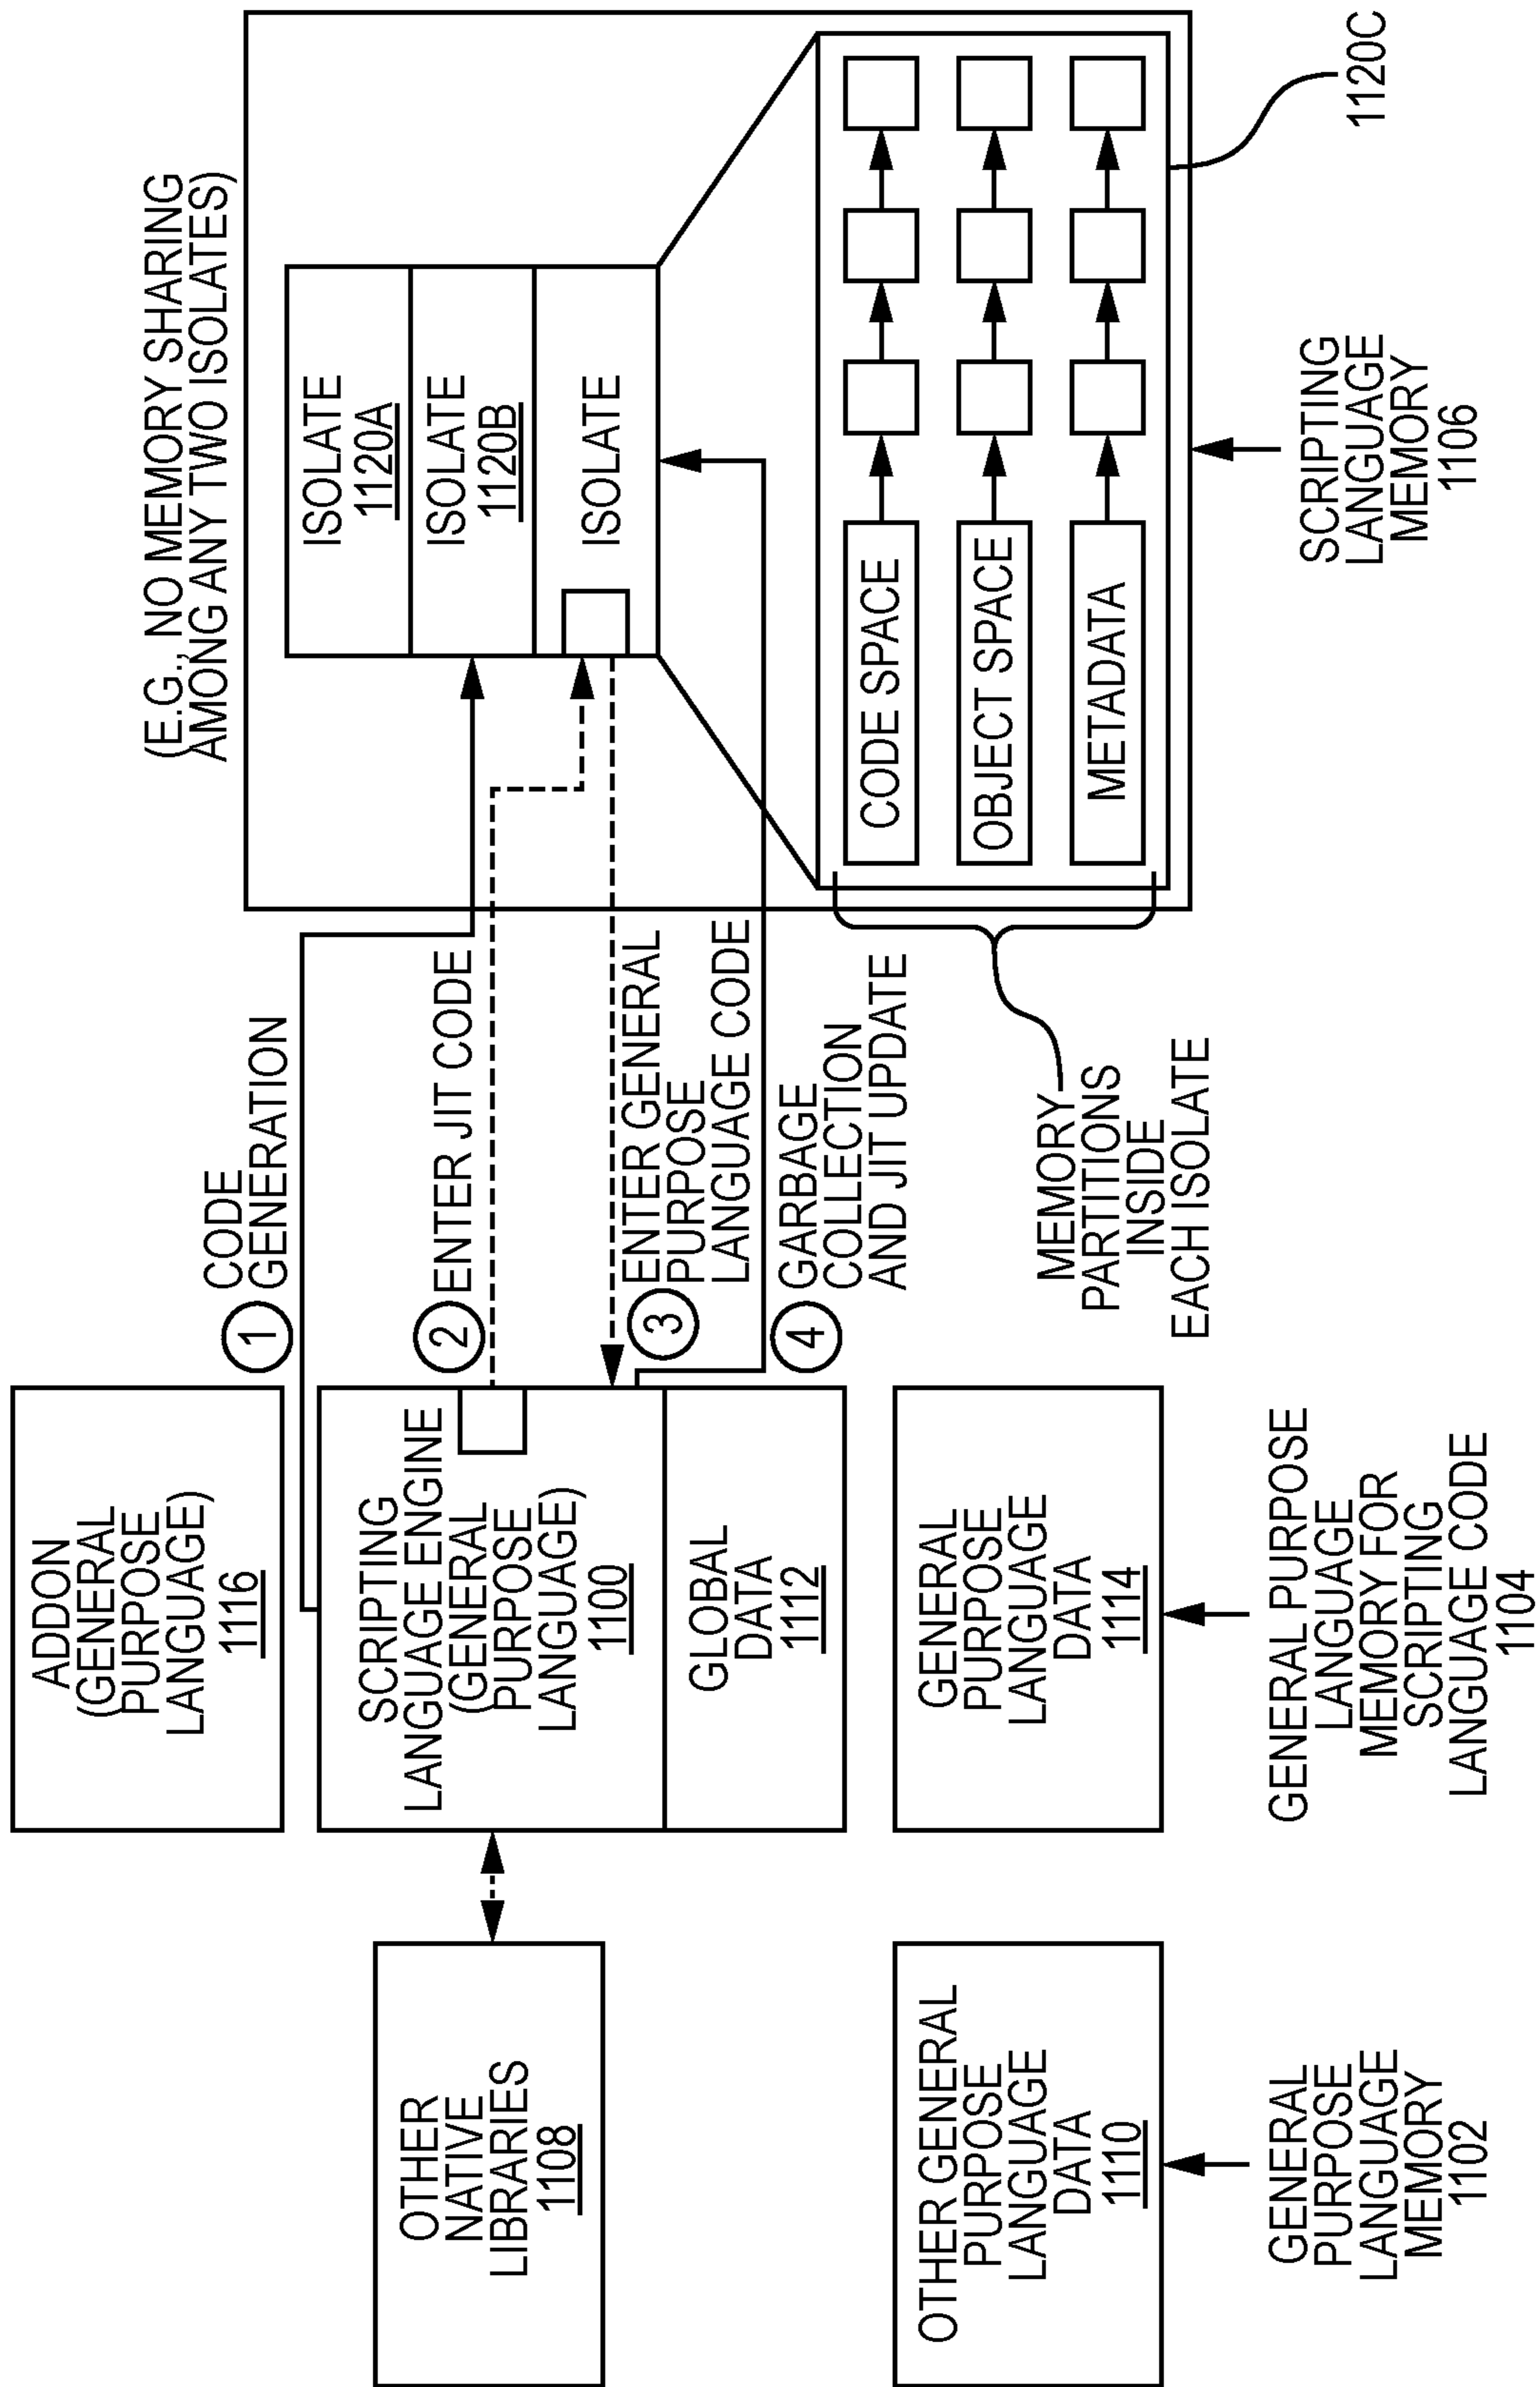 OTHER
NATIVE
LIBRARIES
1108
OTHER GENERAL
PURPOSE
LANGUAGE
DATA
1110
GENERAL
PURPOSE
LANGUAGE
MEMORY
1102
ADDON
(GENERAL
PURPOSE
LANGUAGE)
1116
SCRIPTING
LANGUAGE ENGINE
(GENERAL
PURPOSE
LANGUAGE)
1100
GLOBAL
DATA
1112
GENERAL
PURPOSE
LANGUAGE
DATA
1114
GENERAL PURPOSE
LANGUAGE
MEMORY FOR
SCRIPTING
LANGUAGE CODE
1104
1
CODE
GENERATION
2
ENTER JIT CODE
3
ENTER GENERAL
PURPOSE
LANGUAGE CODE
4
GARBAGE
COLLECTION
AND JIT UPDATE
MEMORY
PARTITIONS
INSIDE
EACH ISOLATE
(E.G., NO MEMORY SHARING
AMONG ANY TWO ISOLATES)
ISOLATE
1120A
ISOLATE
1120B
ISOLATE
CODE SPACE
OBJECT SPACE
METADATA
1120C
SCRIPTING
LANGUAGE
MEMORY
1106